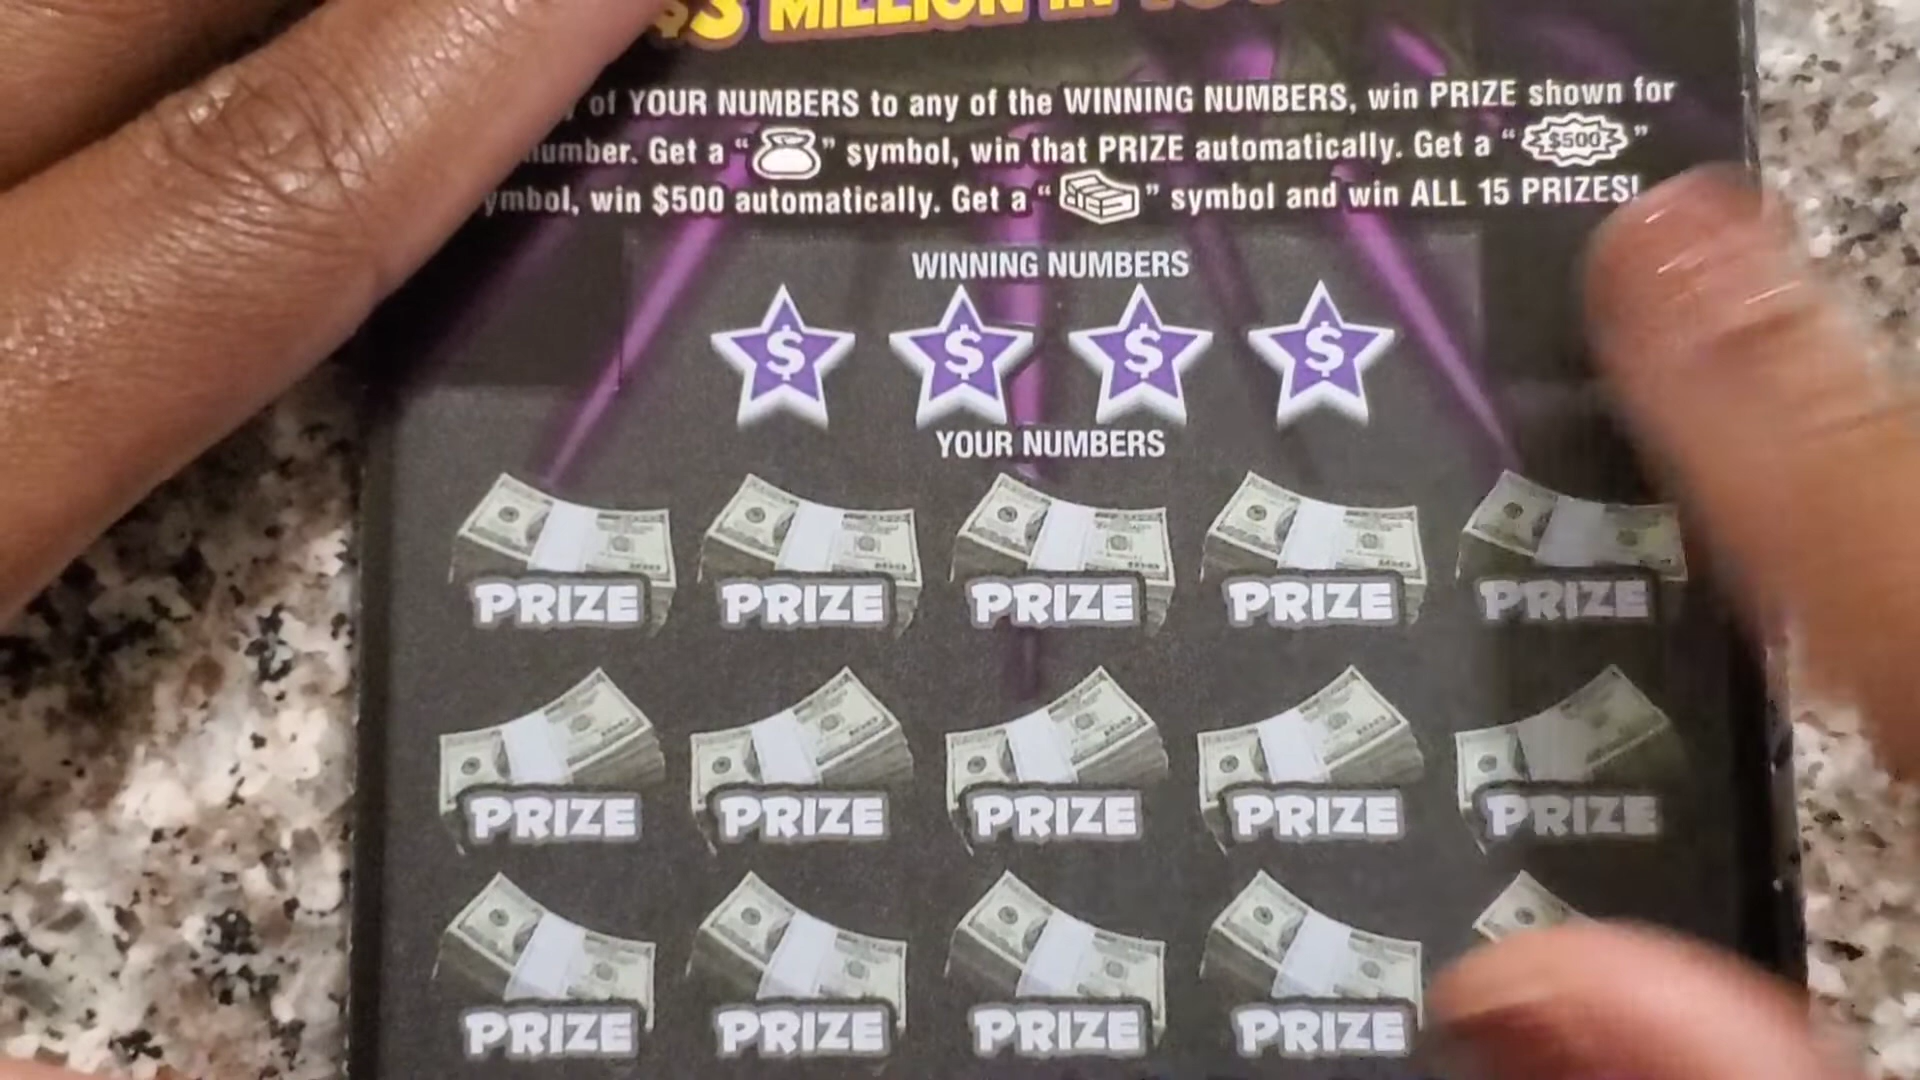 $3 MILLION IN
of YOUR NUMBERS to any of the WINNING NUMBERS, win PRIZE shown for
number. Get a “ ” symbol, win that PRIZE automatically. Get a “$500”
ymbol, win $500 automatically. Get a “ ” symbol and win ALL 15 PRIZES!
WINNING NUMBERS
$ $ $ $
YOUR NUMBERS
PRIZE PRIZE PRIZE PRIZE PRIZE
PRIZE PRIZE PRIZE PRIZE PRIZE
PRIZE PRIZE PRIZE PRIZE